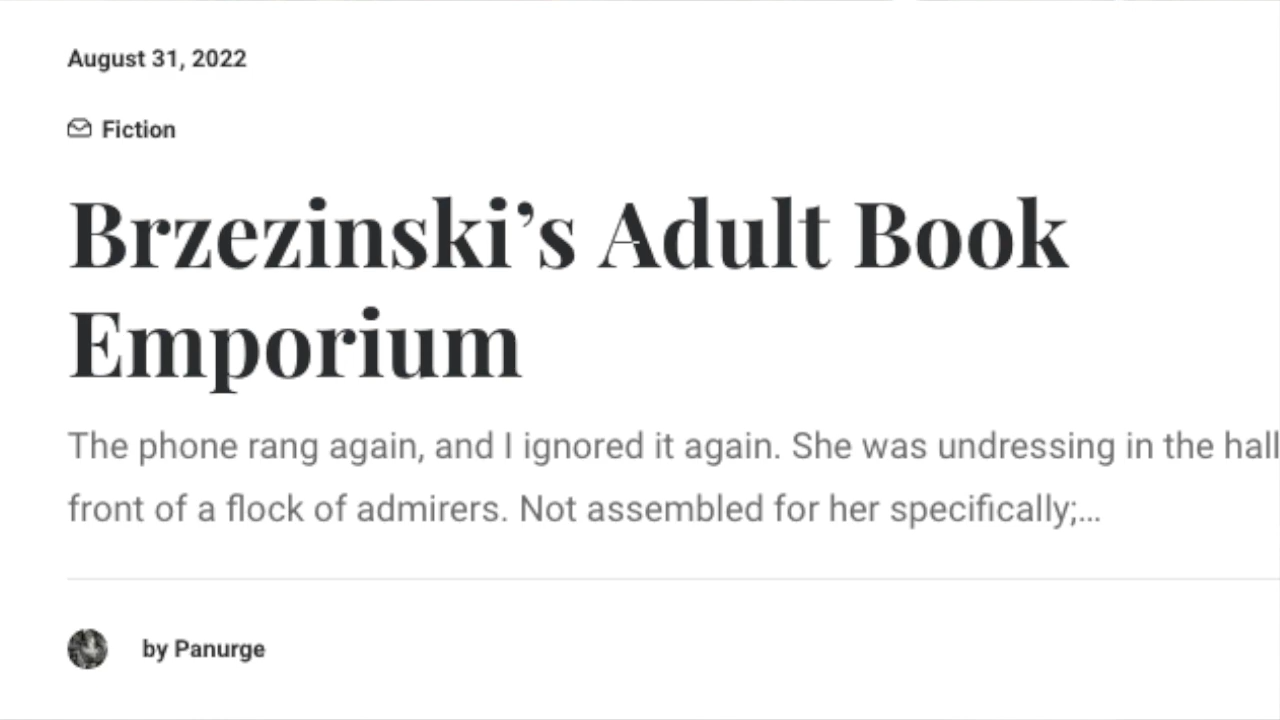 August 31, 2022
Fiction
Brzezinski’s Adult Book
Emporium
The phone rang again, and I ignored it again. She was undressing in the hall
front of a flock of admirers. Not assembled for her specifically;...
by Panurge